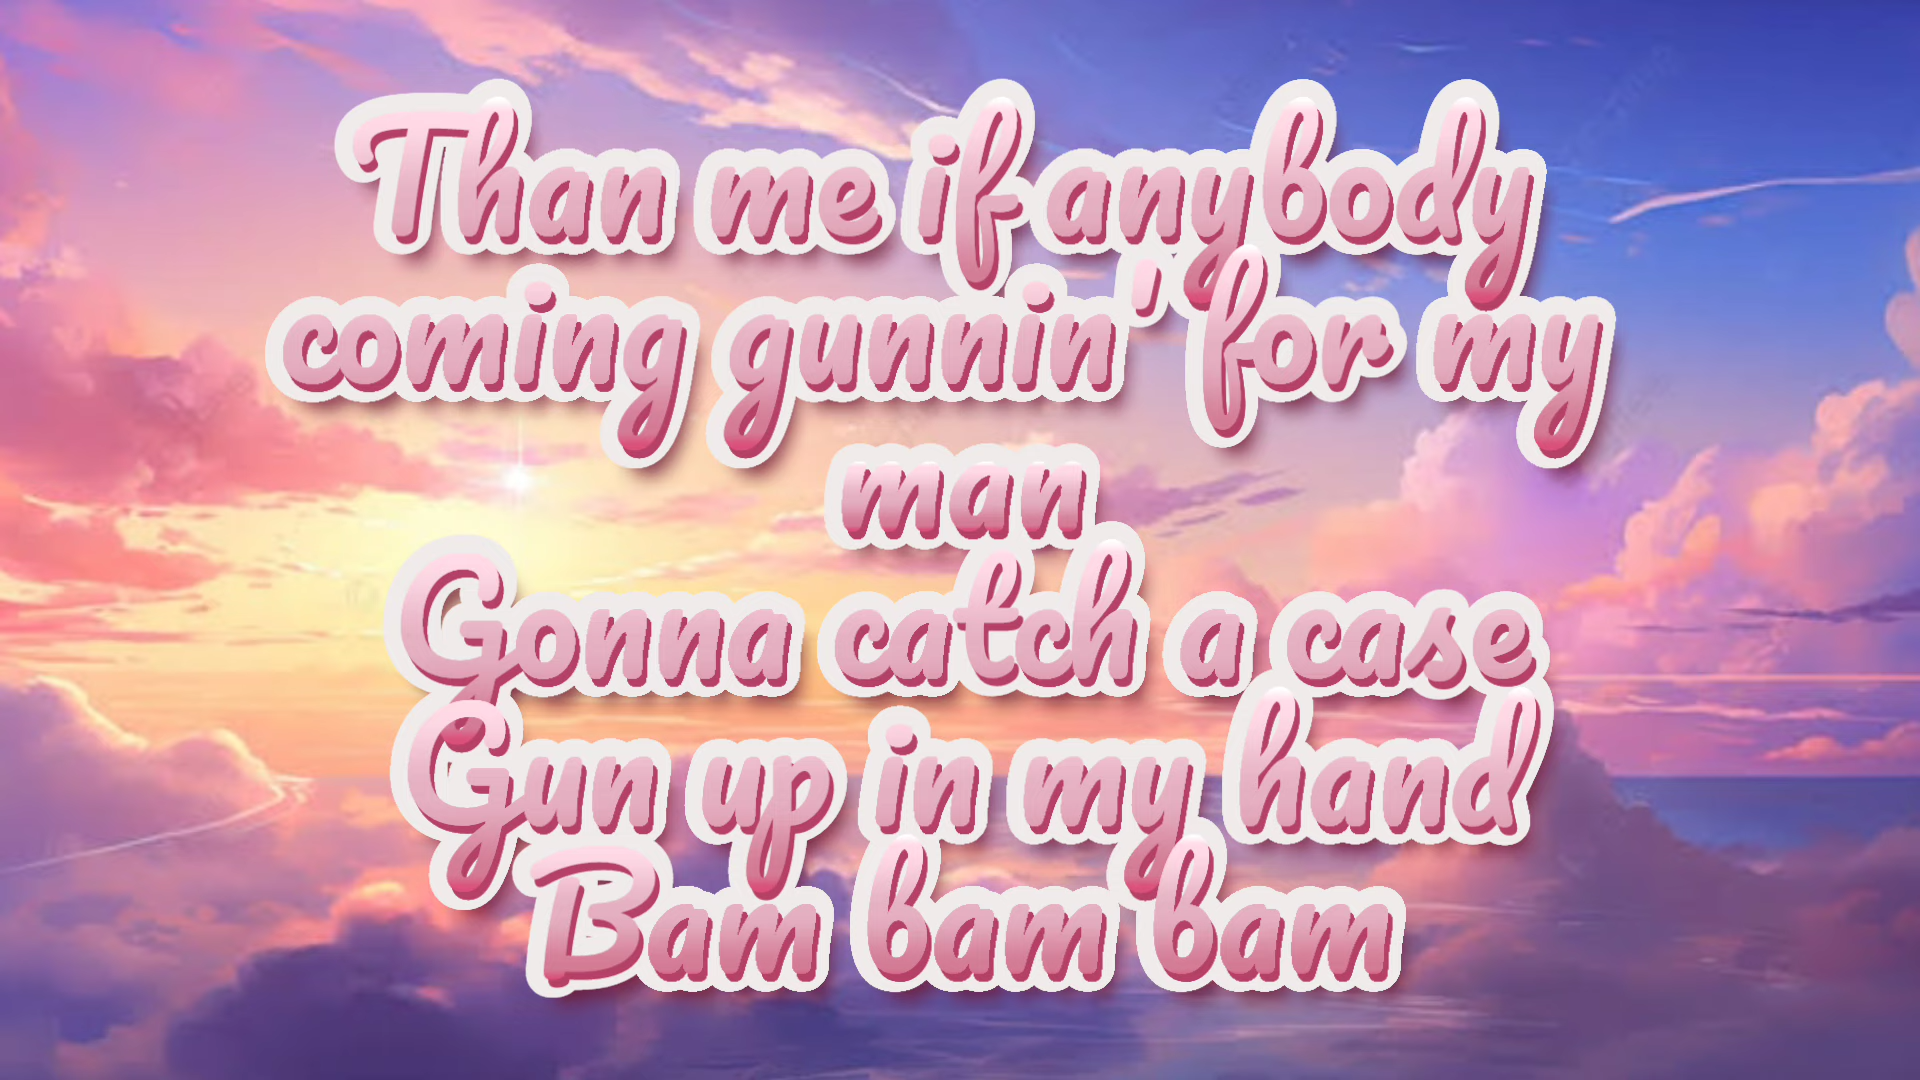 Than me if anybody
coming gunnin' for my
man
Gonna catch a case
Gun up in my hand
Bam bam bam